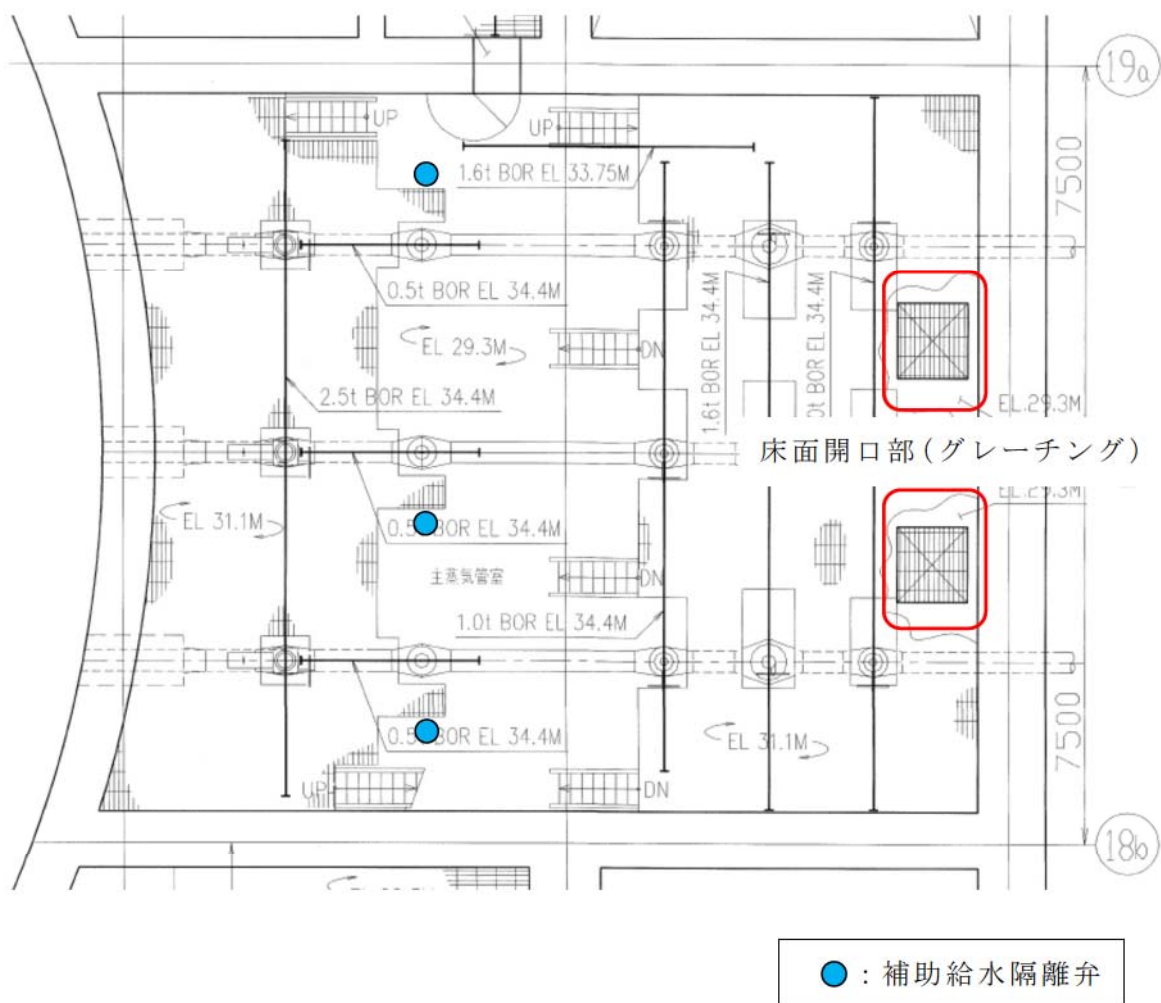 19a
UP
UP
1.6t BOR EL 33.75M
7500
0.5t BOR EL 34.4M
EL 29.3M
DN
1.6t BOR EL 34.4M
BOR EL 34.4M
2.5t BOR EL 34.4M
EL.29.3M
床面開口部(グレーチング)
EL.29.3M
EL 31.1M
BOR EL 34.4M
主蒸気管室
DN
1.0t BOR EL 34.4M
7500
BOR EL 34.4M
EL 31.1M
UP
DN
18b
:補助給水隔離弁